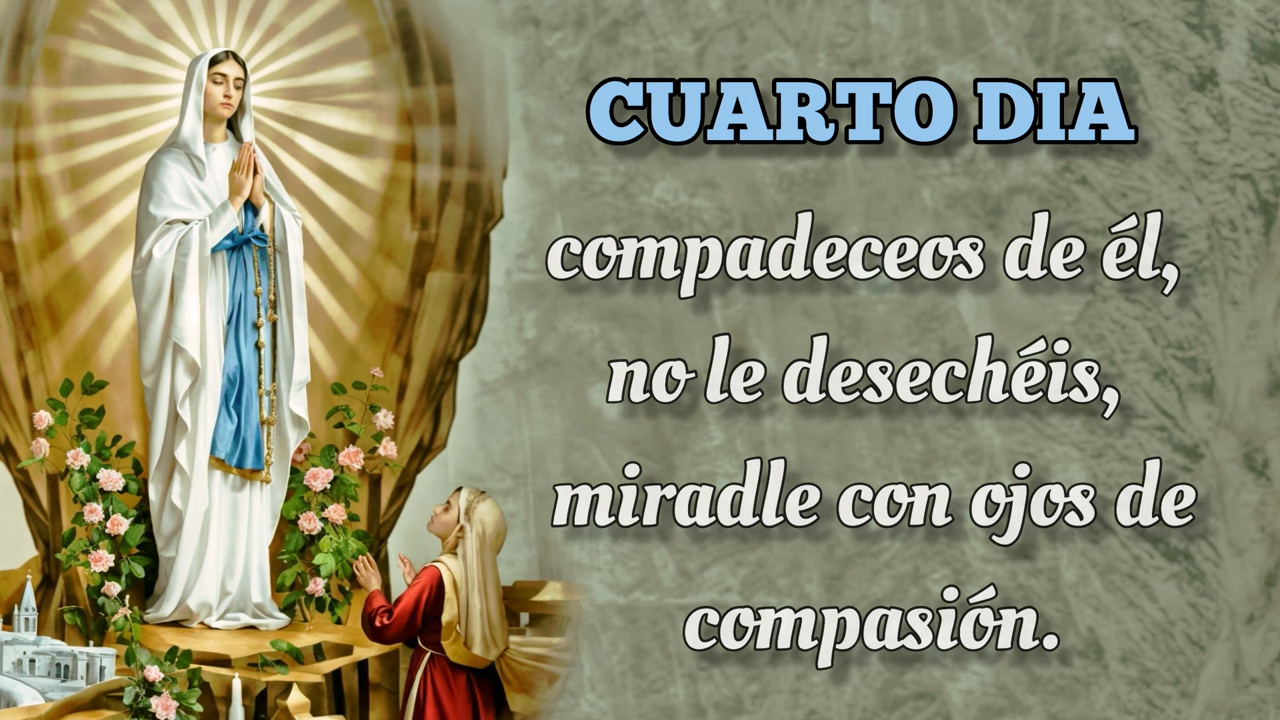 CUARTO DIA
compadeceos de él,
no le desechéis,
miradle con ojos de
compasión.